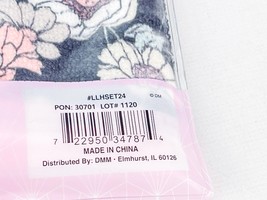 #LLHSET24
©DM
PON: 30701 LOT# 1120
7 22950 34787 4
MADE IN CHINA
Distributed By: DMM - Elmhurst, IL 60126